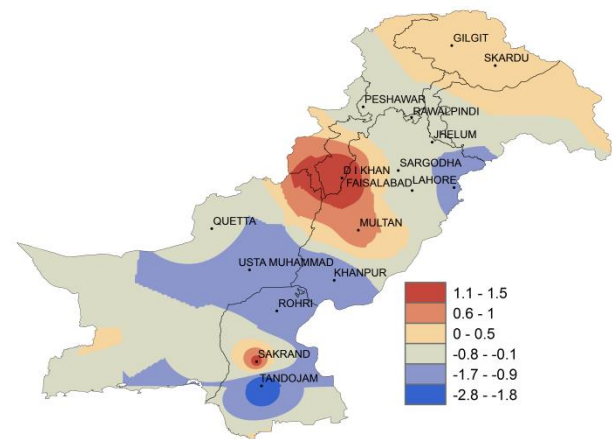 GILGIT
SKARDU
PESHAWAR
RAWALPINDI
JHELUM
SARGODHA
D I KHAN
FAISALABAD
LAHORE
MULTAN
QUETTA
USTA MUHAMMAD
KHANPUR
ROHRI
SAKRAND
TANDOJAM
1.1 - 1.5
0.6 - 1
0 - 0.5
-0.8 - -0.1
-1.7 - -0.9
-2.8 - -1.8